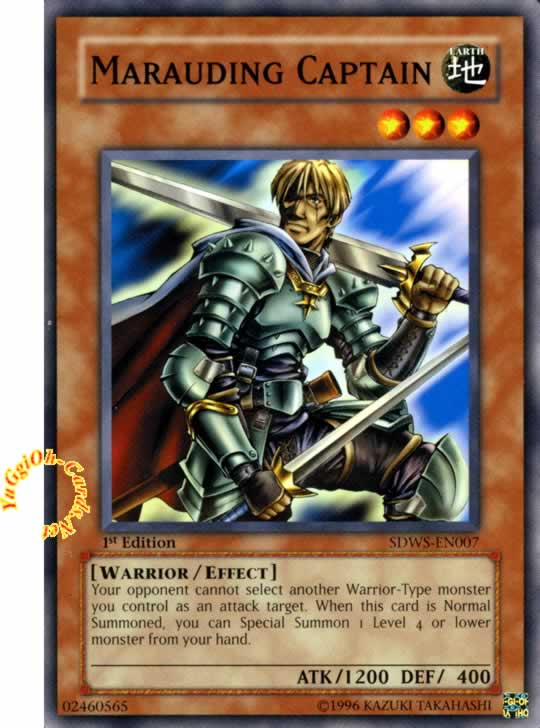 MARAUDING CAPTAIN
EARTH
地
YuGgiOh-Cards.Net
1st Edition
SDWS-EN007
[WARRIOR/EFFECT]
Your opponent cannot select another Warrior-Type monster
you control as an attack target. When this card is Normal
Summoned, you can Special Summon 1 Level 4 or lower
monster from your hand.
ATK/1200 DEF/ 400
02460565
©1996 KAZUKI TAKAHASHI